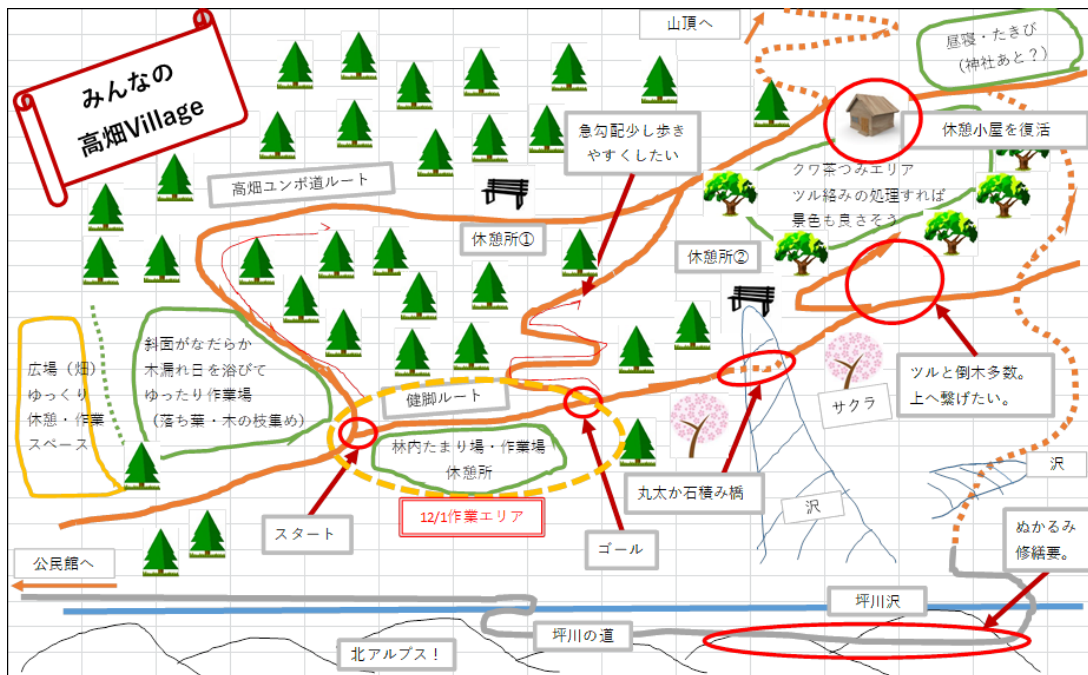 みんなの
高畑Village
山頂へ
昼寝・たきび
（神社あと？）
急勾配少し歩き
やすくしたい
休憩小屋を復活
高畑ユンボ道ルート
クワ茶つみエリア
ツル絡みの処理すれば
景色も良さそう
休憩所①
休憩所②
広場（畑）
ゆっくり
休憩・作業
スペース
斜面がなだらか
木漏れ日を浴びて
ゆったり作業場
（落ち葉・木の枝集め）
健脚ルート
ツルと倒木多数。
上へ繋げたい。
サクラ
林内たまり場・作業場
休憩所
丸太か石積み橋
沢
沢
12/1作業エリア
スタート
ゴール
ぬかるみ
修繕要。
公民館へ
坪川沢
坪川の道
北アルプス！